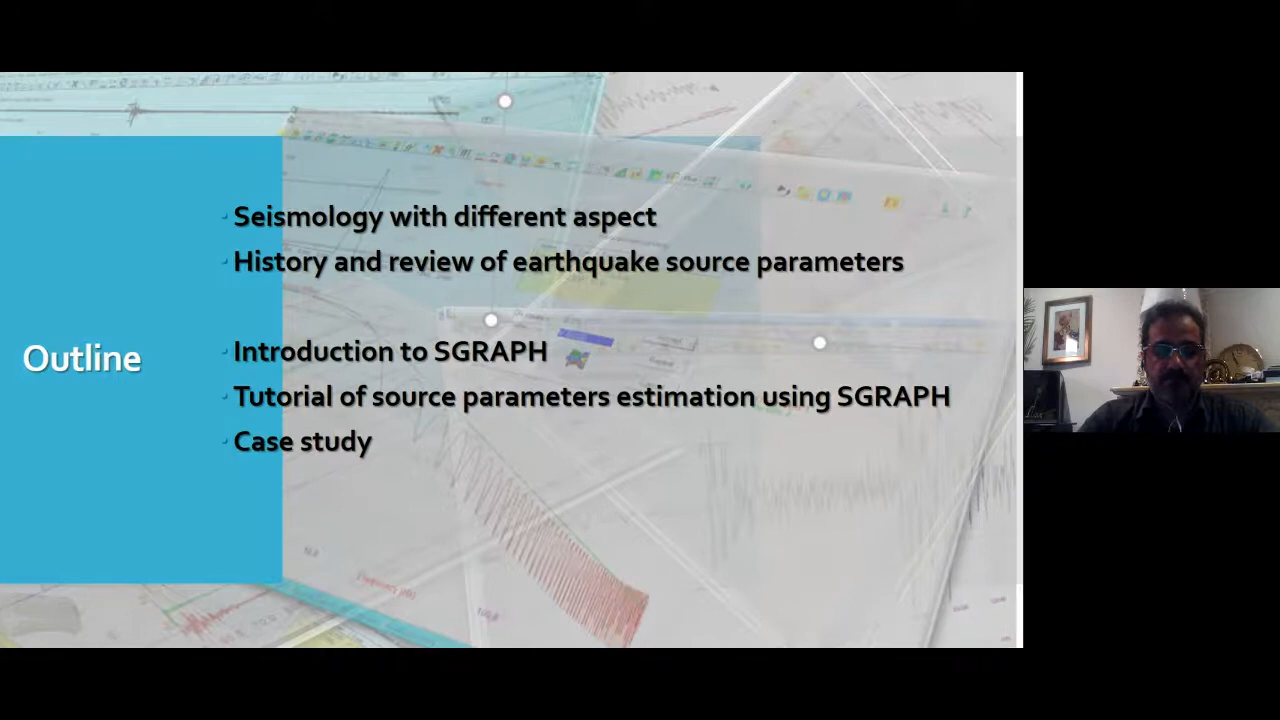 Outline
Seismology with different aspect
History and review of earthquake source parameters
Introduction to SGRAPH
Tutorial of source parameters estimation using SGRAPH
Case study